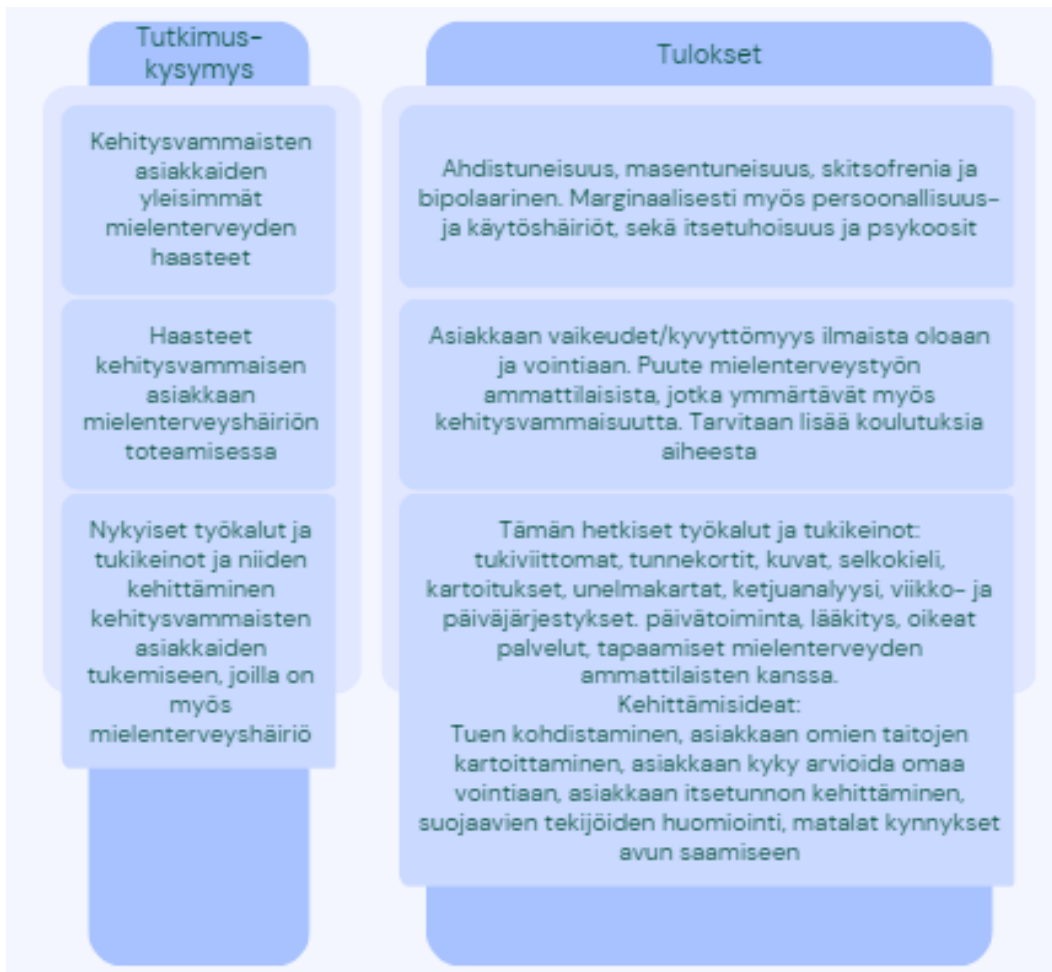 Tutkimus-
kysymys
Tulokset
Kehitysvammaisten
asiakkaiden
yleisimmät
mielenterveyden
haasteet
Ahdistuneisuus, masentuneisuus, skitsofrenia ja
bipolaarinen. Marginaalisesti myös persoonallisuus-
ja käytöshäiriöt, sekä itsetuhoisuus ja psykoosit
Haasteet
kehitysvammaisen
asiakkaan
mielenterveyshäiriön
toteamisessa
Asiakkaan vaikeudet/kyvyttömyys ilmaista oloaan
ja vointiaan. Puute mielenterveystyön
ammattilaisista, jotka ymmärtävät myös
kehitysvammaisuutta. Tarvitaan lisää koulutuksia
aiheesta
Nykyiset työkalut ja
tukikeinot ja niiden
kehittäminen
kehitysvammaisten
asiakkaiden
tukemiseen, joilla on
myös
mielenterveyshäiriö
Tämän hetkiset työkalut ja tukikeinot:
tukiviittomat, tunnekortit, kuvat, selkokieli,
kartoitukset, unelmakartat, ketjuanalyysi, viikko- ja
päiväjärjestykset. päivätoiminta, lääkitys, oikeat
palvelut, tapaamiset mielenterveyden
ammattilaisten kanssa.
Kehittämisideat:
Tuen kohdistaminen, asiakkaan omien taitojen
kartoittaminen, asiakkaan kyky arvioida omaa
vointiaan, asiakkaan itsetunnon kehittäminen,
suojaavien tekijöiden huomiointi, matalat kynnykset
avun saamiseen